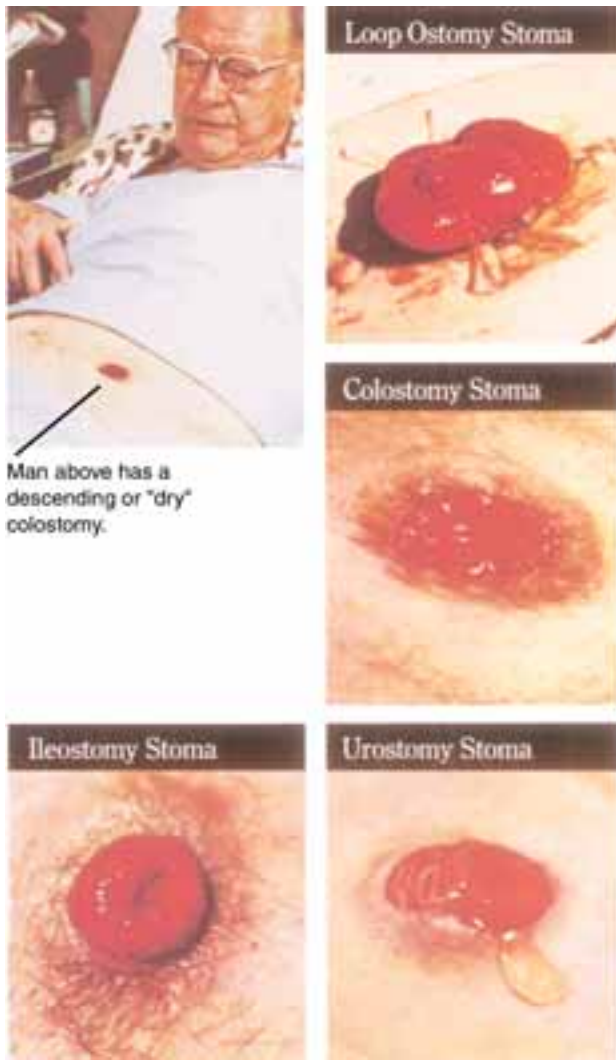 Loop Ostomy Stoma
Man above has a
descending or "dry"
colostomy.
Colostomy Stoma
Ileostomy Stoma
Urostomy Stoma